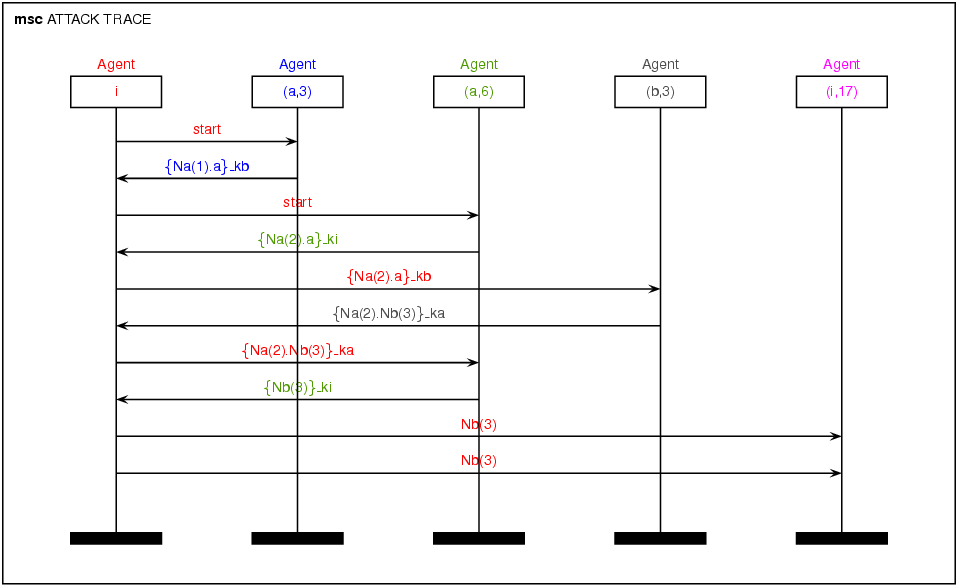 msc ATTACK TRACE
Agent Agent Agent Agent Agent
i (a,3) (a,6) (b,3) (i,17)
start
{Na(1).a}_kb
start
{Na(2).a}_ki
{Na(2).a}_kb
{Na(2).Nb(3)}_ka
{Na(2).Nb(3)}_ka
{Nb(3)}_ki
Nb(3)
Nb(3)